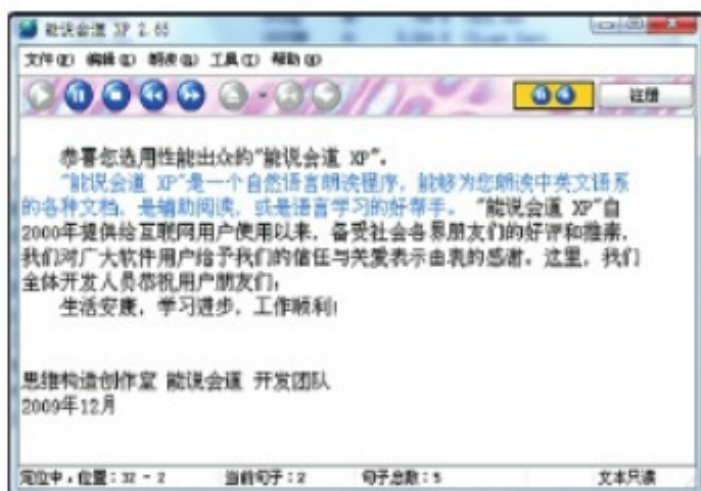 能说会道 XP 2.65
文件(F) 编辑(E) 朗读(R) 工具(T) 帮助(H)
注册
恭喜您选用性能出众的"能说会道 XP"。
"能说会道 XP"是一个自然语言朗读程序，能够为您朗读中英文语系
的各种文档，是辅助阅读，或是语言学习的好帮手。 "能说会道 XP"自
2000年提供给互联网用户使用以来，备受社会各界朋友们的好评和推崇，
我们对广大软件用户给予我们的信任与关爱表示由衷的感谢。这里，我们
全体开发人员恭祝用户朋友们：
生活安康，学习进步，工作顺利！
思维构造创作室 能说会道 开发团队
2009年12月
定位中，位置：32 - 2 当前句子：2 句子总数：5 文本只读